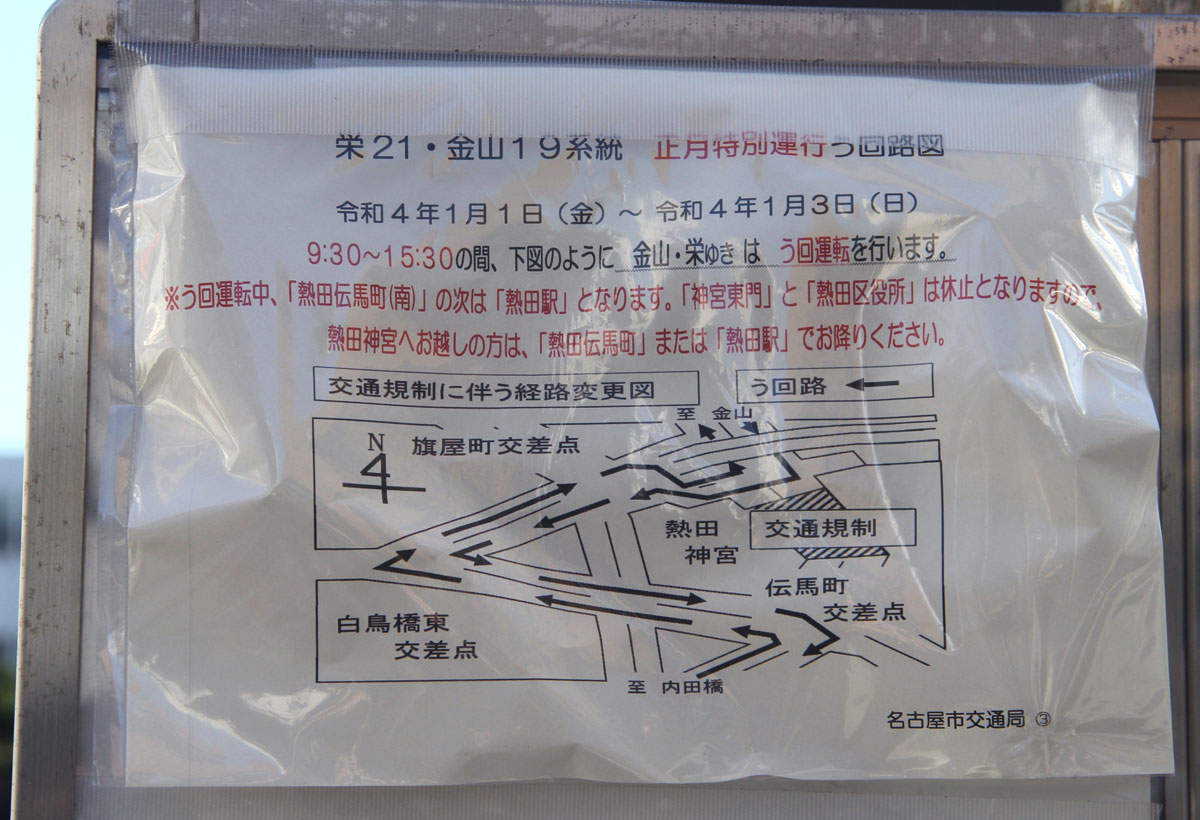 栄21・金山19系統 正月特別運行う回路図
令和4年1月1日(金)~ 令和4年1月3日(日)
9:30~15:30の間、下図のように 金山・栄ゆき は う回運転を行います。
※う回運転中、「熱田伝馬町(南)」の次は「熱田駅」となります。「神宮東門」と「熱田区役所」は休止となりますので、
熱田神宮へお越しの方は、「熱田伝馬町」または「熱田駅」でお降りください。
交通規制に伴う経路変更図
う回路
至 金山
N
旗屋町交差点
熱田
神宮
交通規制
伝馬町
交差点
白鳥橋東
交差点
至 内田橋
名古屋市交通局 ③